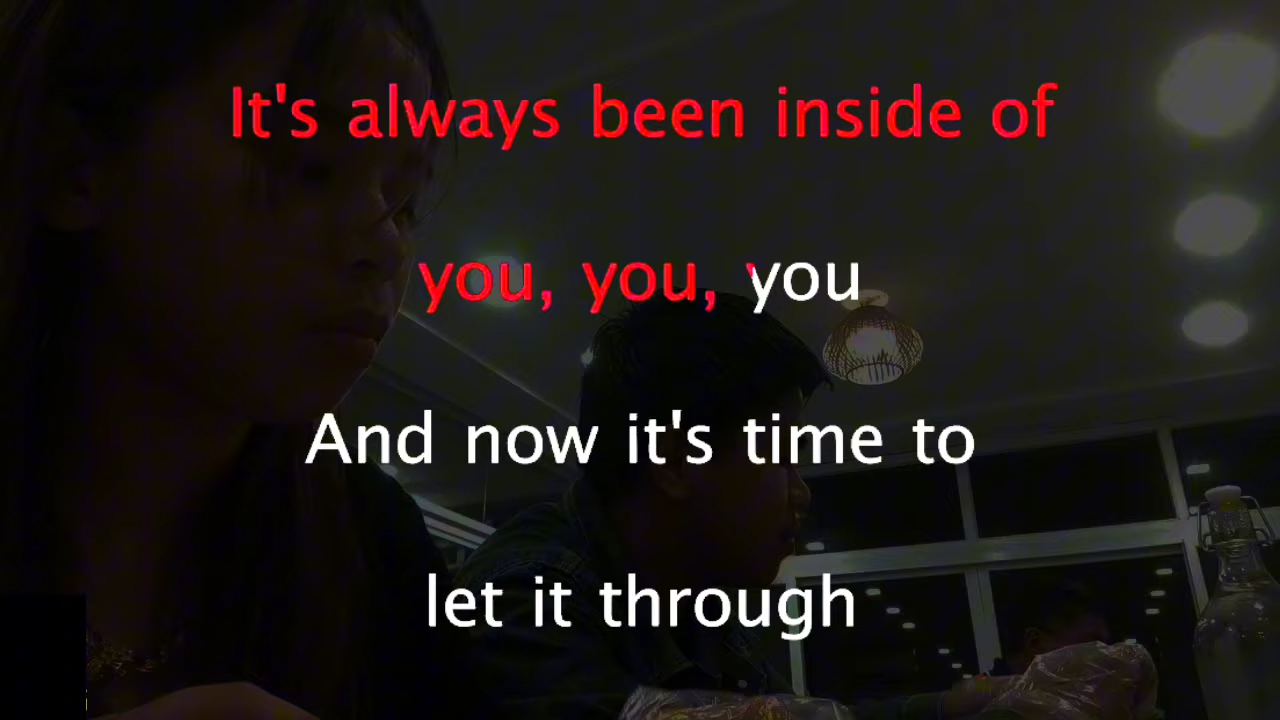 It's always been inside of
you, you, you
And now it's time to
let it through